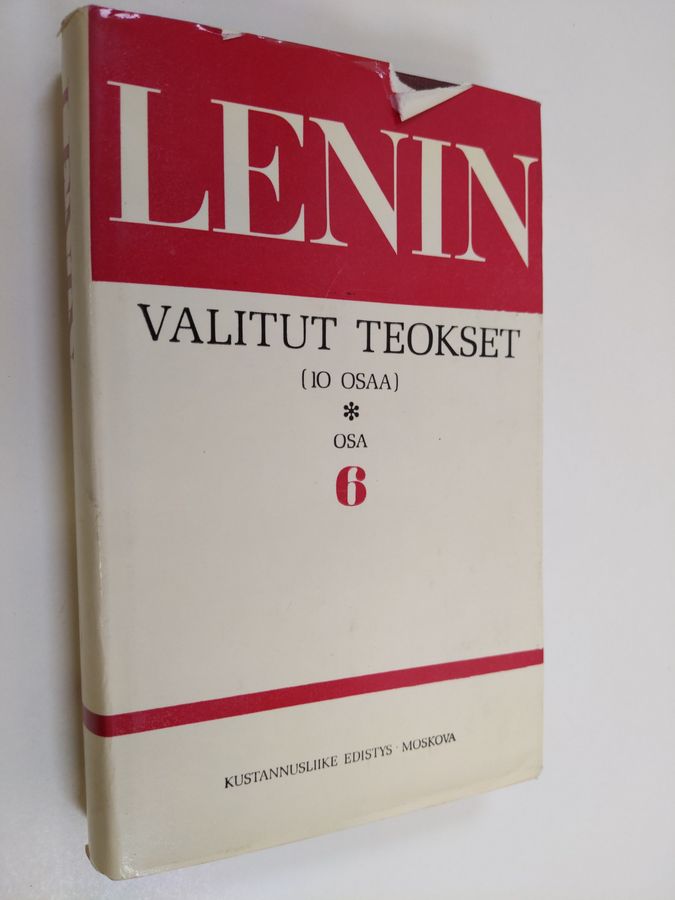 LENIN
VALITUT TEOKSET
(10 OSAA)
*
OSA
6
KUSTANNUSLIIKE EDISTYS · MOSKOVA